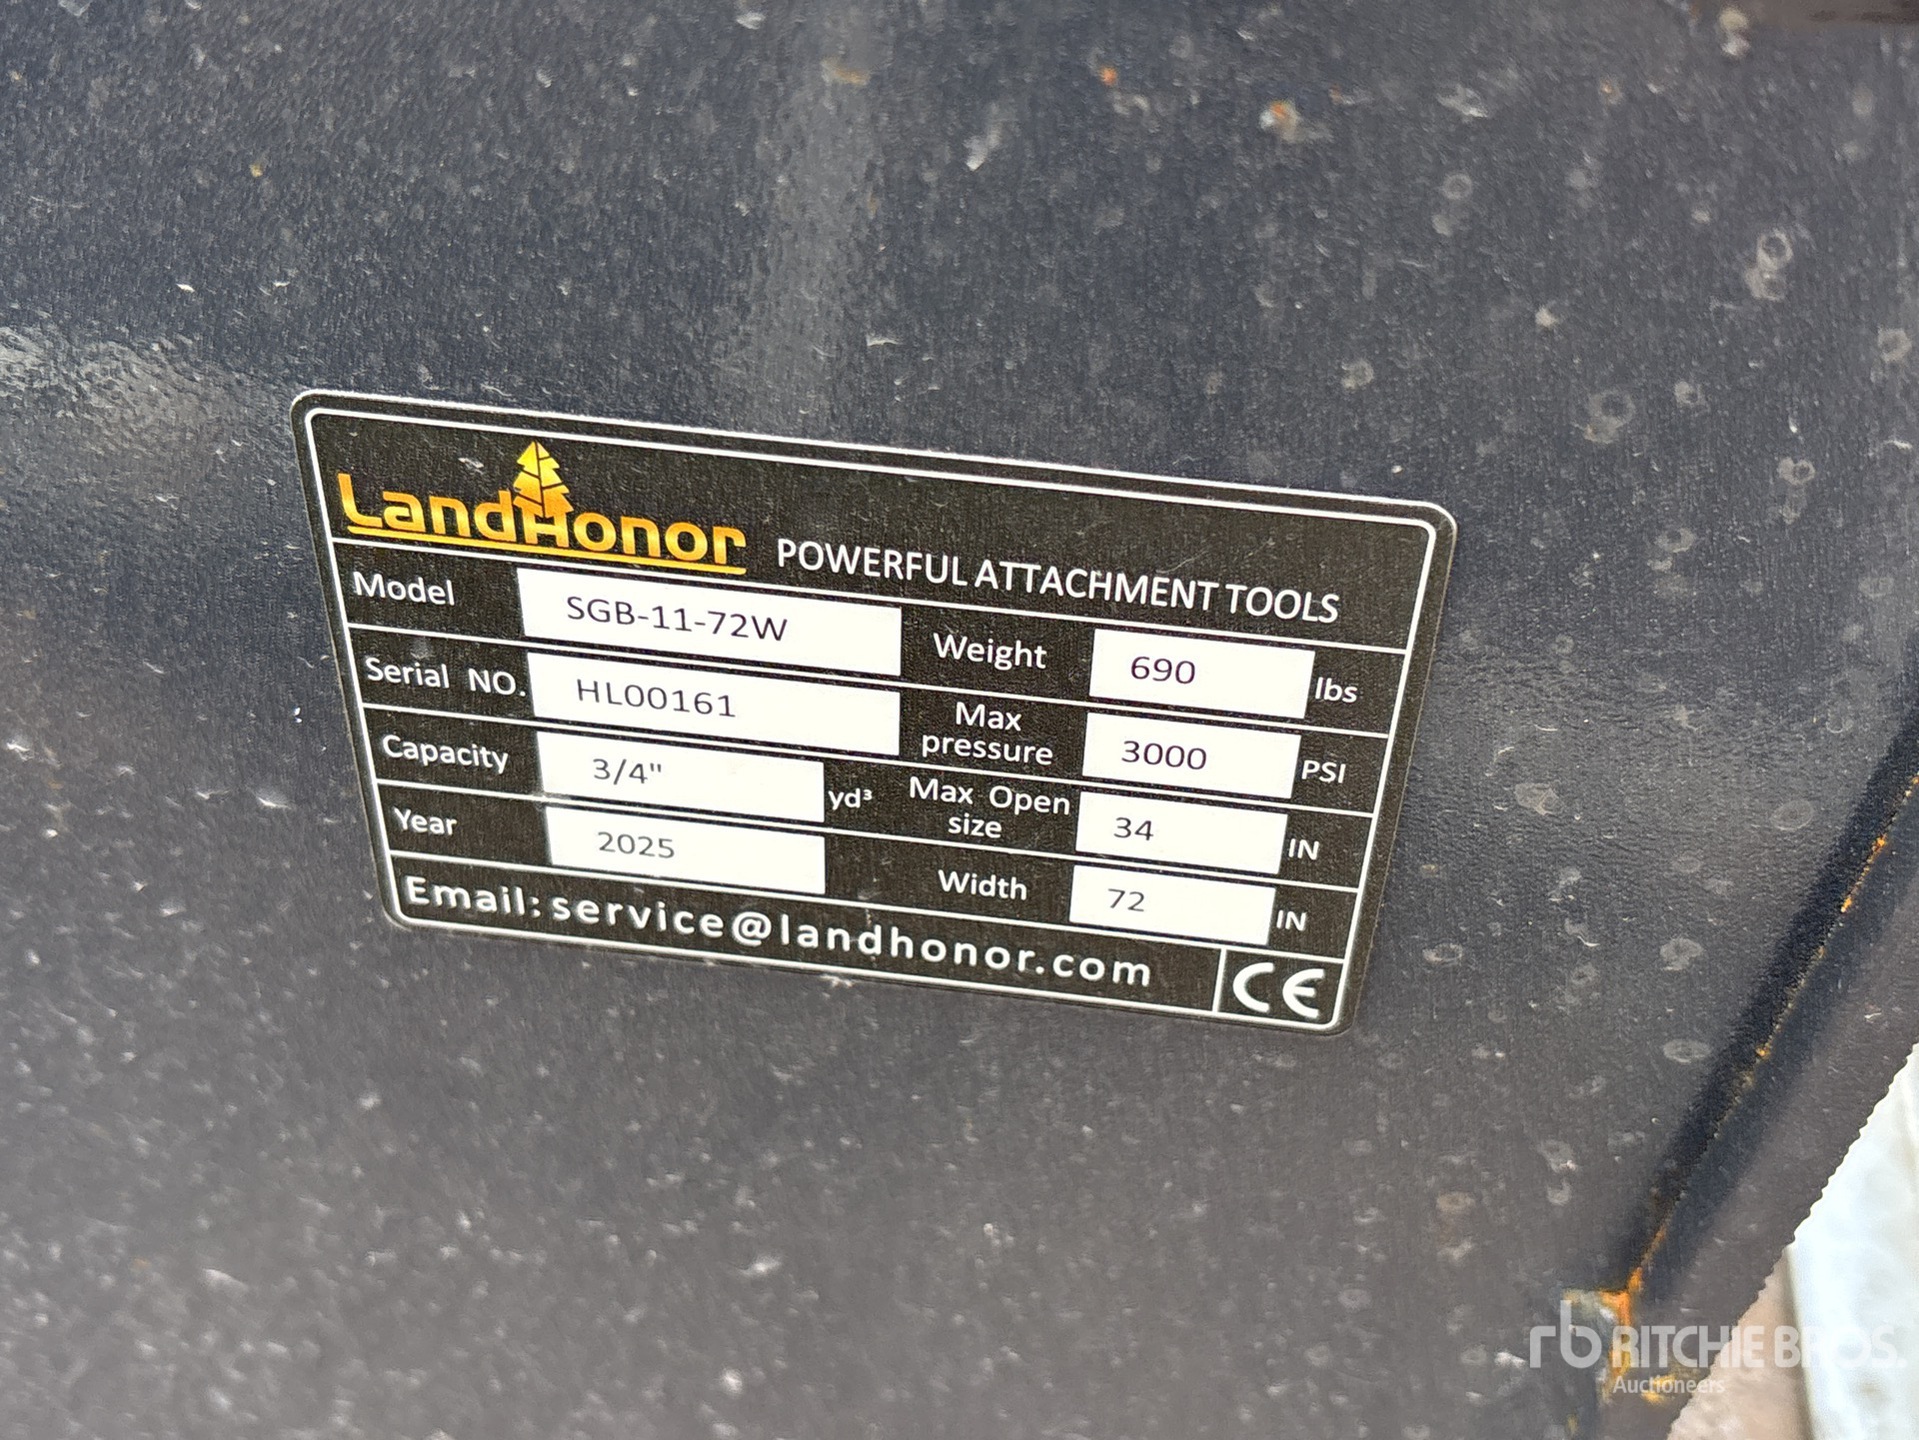 LandHonor POWERFUL ATTACHMENT TOOLS
Model SGB-11-72W Weight 690 lbs
Serial NO. HL00161 Max pressure 3000 PSI
Capacity 3/4" yd³ Max Open size 34 IN
Year 2025 Width 72 IN
Email: service@landhonor.com CE
rb RITCHIE BROS.
Auctioneers